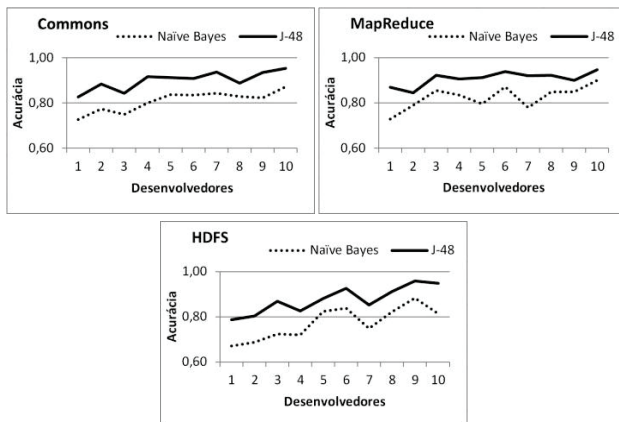 Commons
Naïve Bayes J-48
Acurácia
1,00
0,80
0,60
1 2 3 4 5 6 7 8 9 10
Desenvolvedores
MapReduce
Naïve Bayes J-48
Acurácia
1,00
0,80
0,60
1 2 3 4 5 6 7 8 9 10
Desenvolvedores
HDFS
Naïve Bayes J-48
Acurácia
1,00
0,80
0,60
1 2 3 4 5 6 7 8 9 10
Desenvolvedores